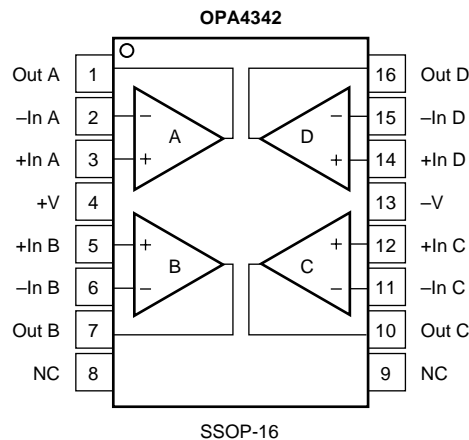 OPA4342
Out A 1 16 Out D
–In A 2 – – 15 –In D
A D
+In A 3 + + 14 +In D
+V 4 13 –V
+In B 5 + + 12 +In C
B C
–In B 6 – – 11 –In C
Out B 7 10 Out C
NC 8 9 NC
SSOP-16